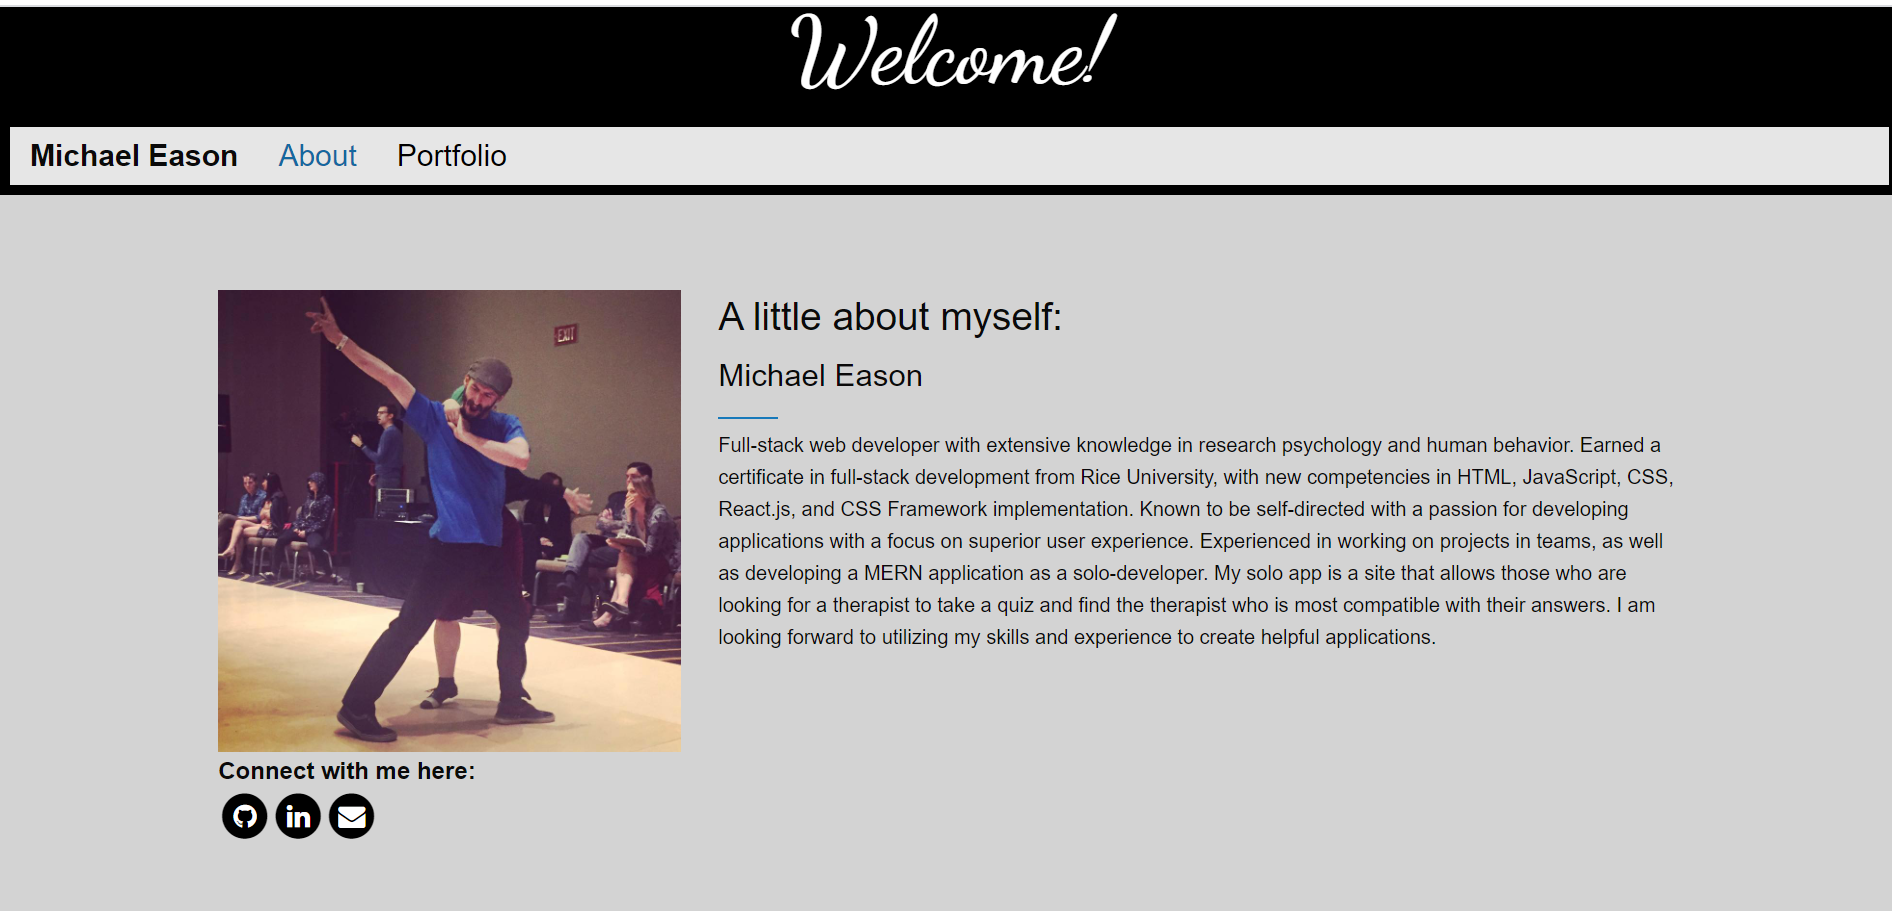 Welcome!
Michael Eason About Portfolio
EXIT
A little about myself:
Michael Eason
Full-stack web developer with extensive knowledge in research psychology and human behavior. Earned a
certificate in full-stack development from Rice University, with new competencies in HTML, JavaScript, CSS,
React.js, and CSS Framework implementation. Known to be self-directed with a passion for developing
applications with a focus on superior user experience. Experienced in working on projects in teams, as well
as developing a MERN application as a solo-developer. My solo app is a site that allows those who are
looking for a therapist to take a quiz and find the therapist who is most compatible with their answers. I am
looking forward to utilizing my skills and experience to create helpful applications.
Connect with me here:
in